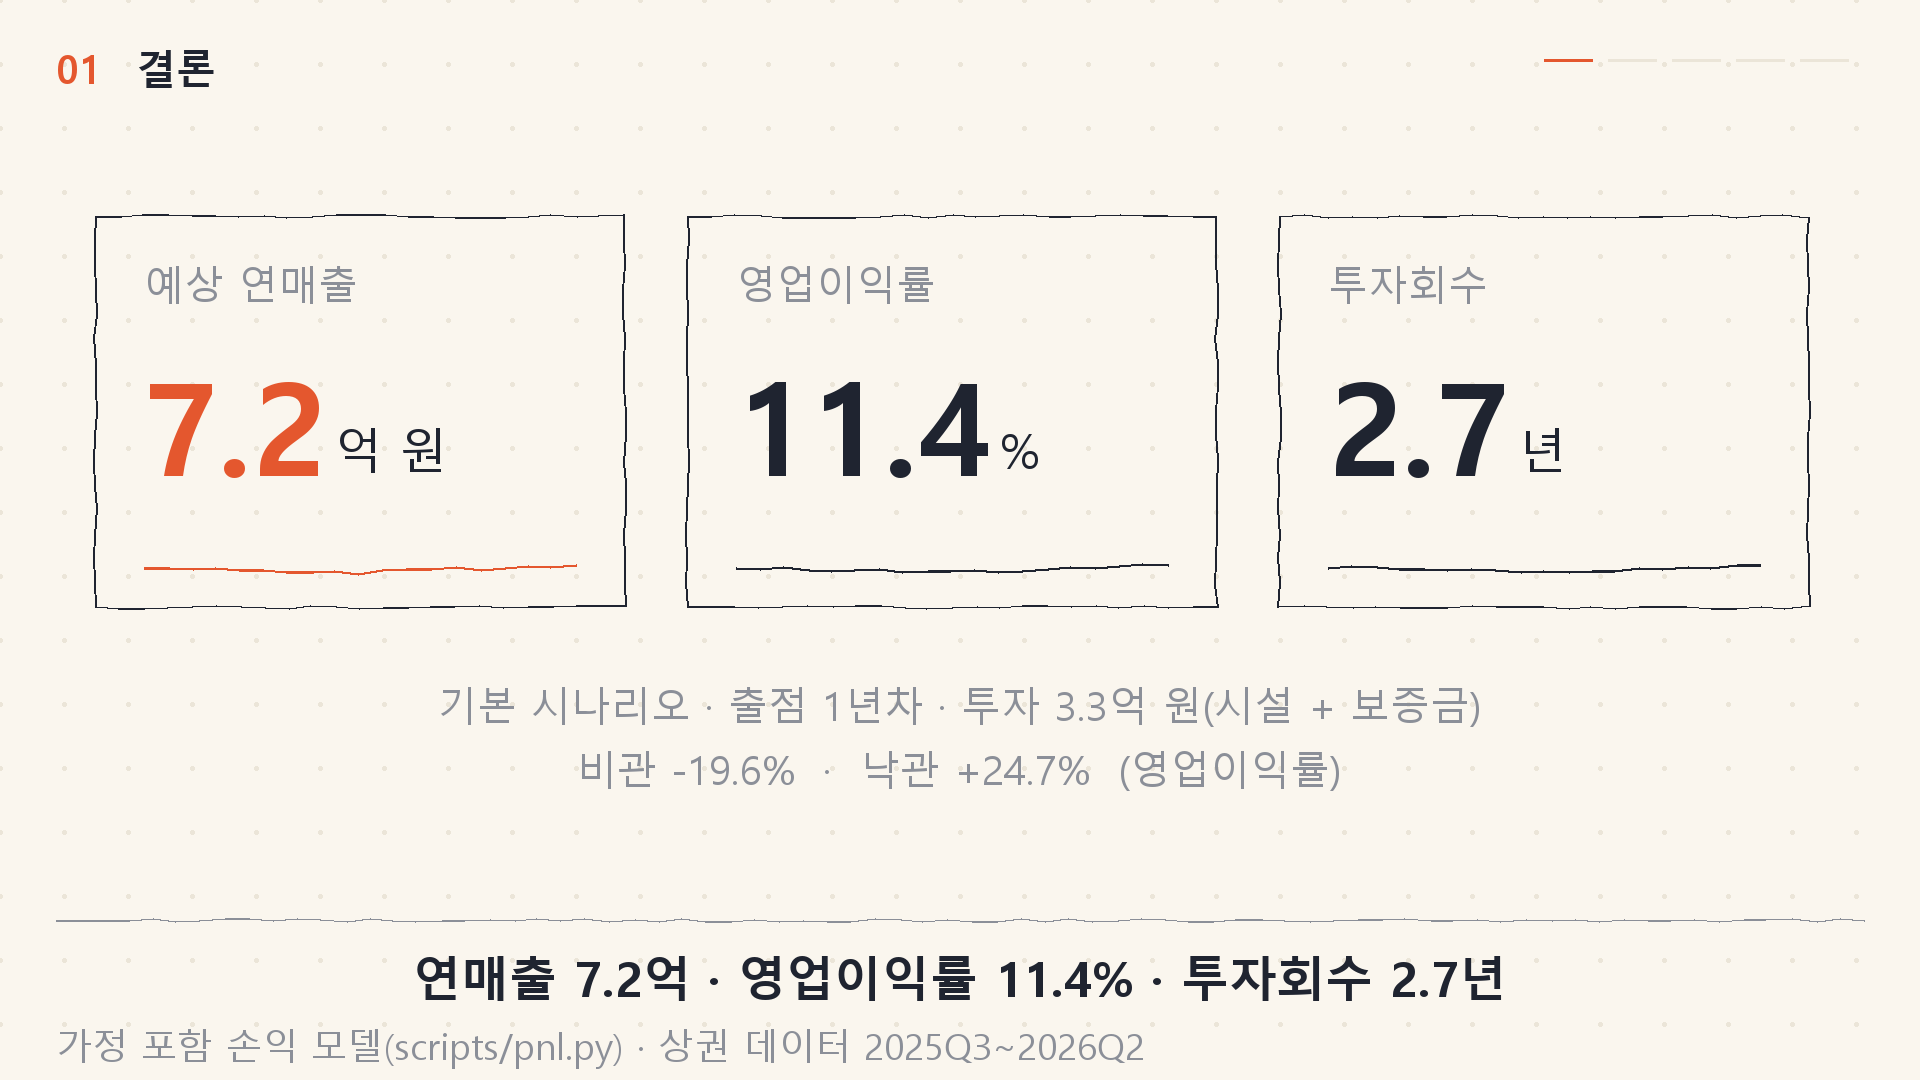 01 결론
예상 연매출
7.2 억 원
영업이익률
11.4 %
투자회수
2.7 년
기본 시나리오 · 출점 1년차 · 투자 3.3억 원(시설 + 보증금)
비관 -19.6% · 낙관 +24.7% (영업이익률)
연매출 7.2억 · 영업이익률 11.4% · 투자회수 2.7년
가정 포함 손익 모델(scripts/pnl.py) · 상권 데이터 2025Q3~2026Q2